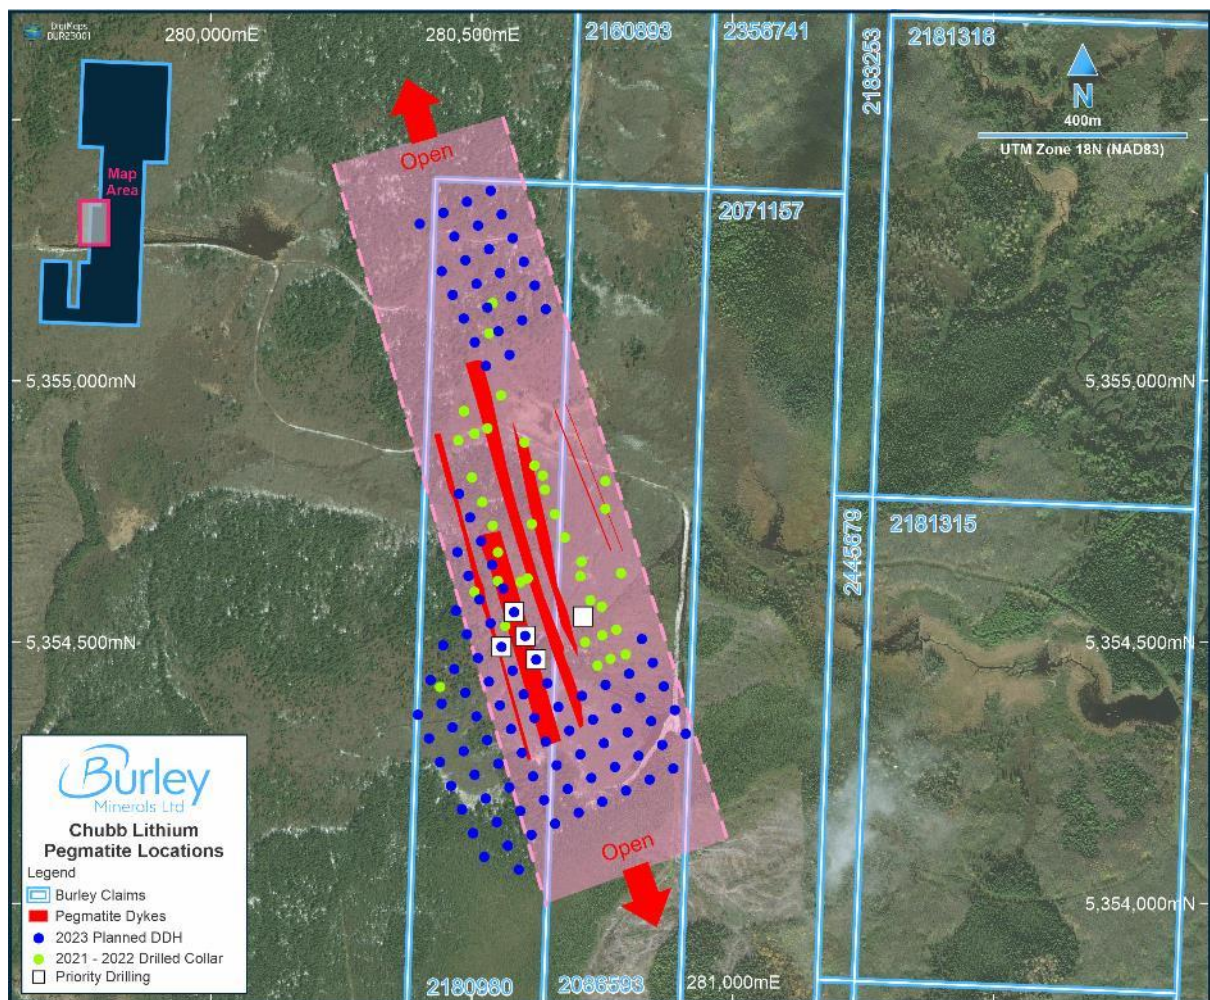 DigiMaps
BUR23001
280,000mE
280,500mE
2160893
2356741
2183253
2181316
N
400m
UTM Zone 18N (NAD83)
Map
Area
Open
2071157
5,355,000mN
5,355,000mN
2445679
2181315
5,354,500mN
5,354,500mN
Open
5,354,000mN
281,000mE
2180980
2086593
Burley
Minerals Ltd
Chubb Lithium
Pegmatite Locations
Legend
Burley Claims
Pegmatite Dykes
2023 Planned DDH
2021 - 2022 Drilled Collar
Priority Drilling